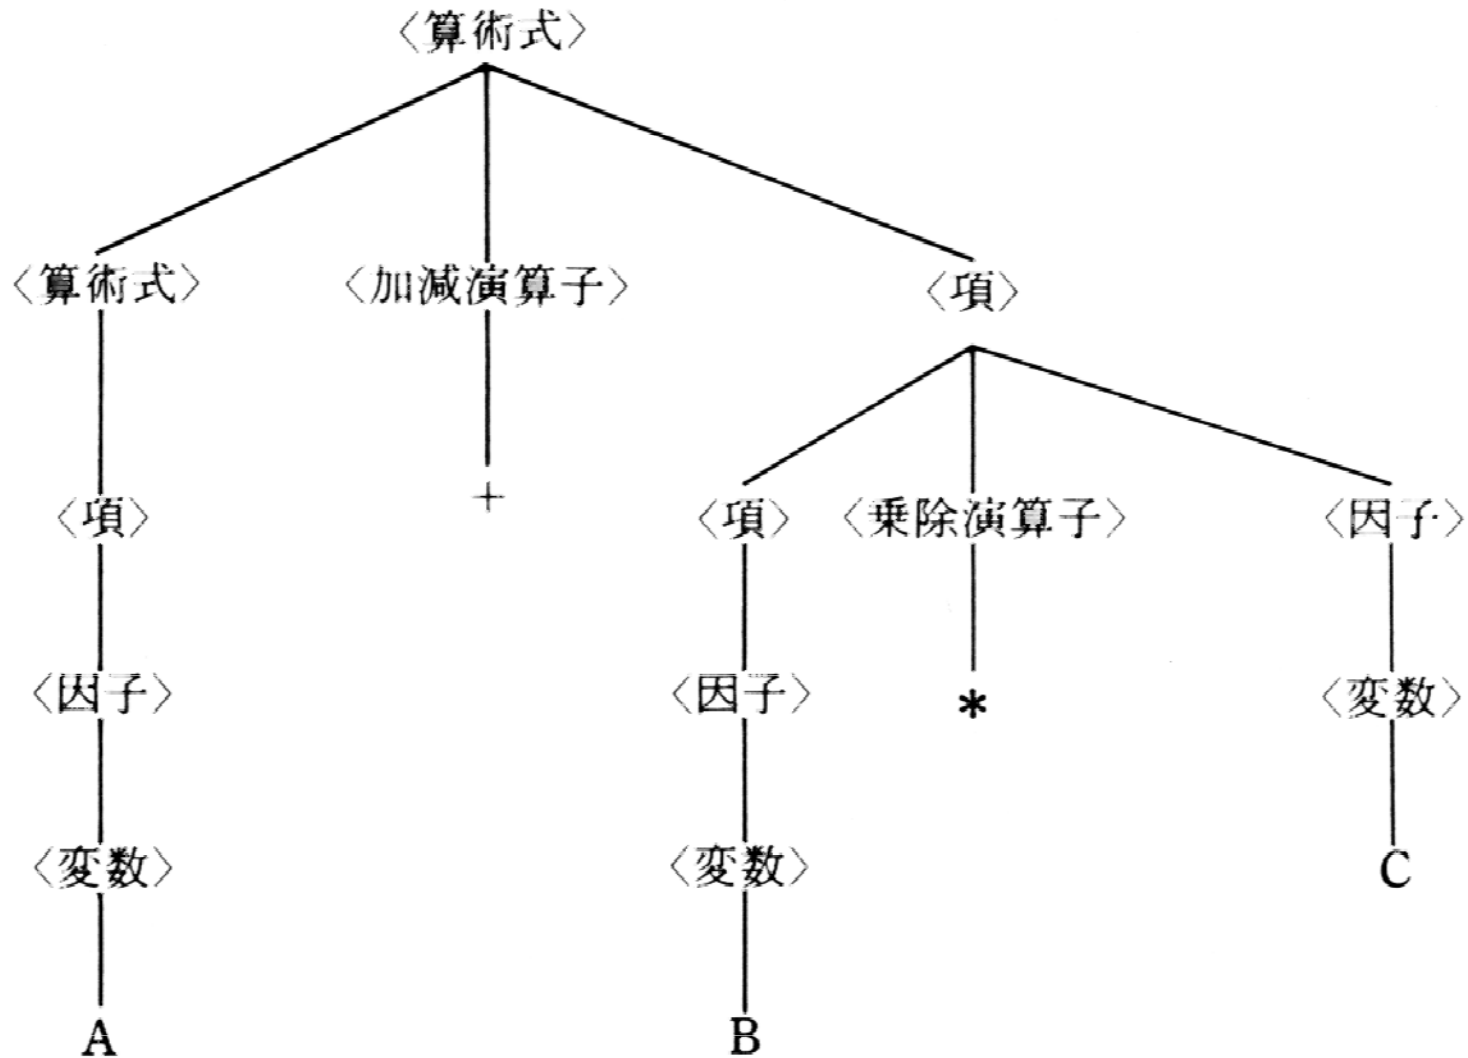 〈算術式〉
〈算術式〉 〈加減演算子〉 〈項〉
〈項〉 + 〈項〉 〈乗除演算子〉 〈因子〉
〈因子〉 〈因子〉 * 〈変数〉
〈変数〉 〈変数〉 C
A B